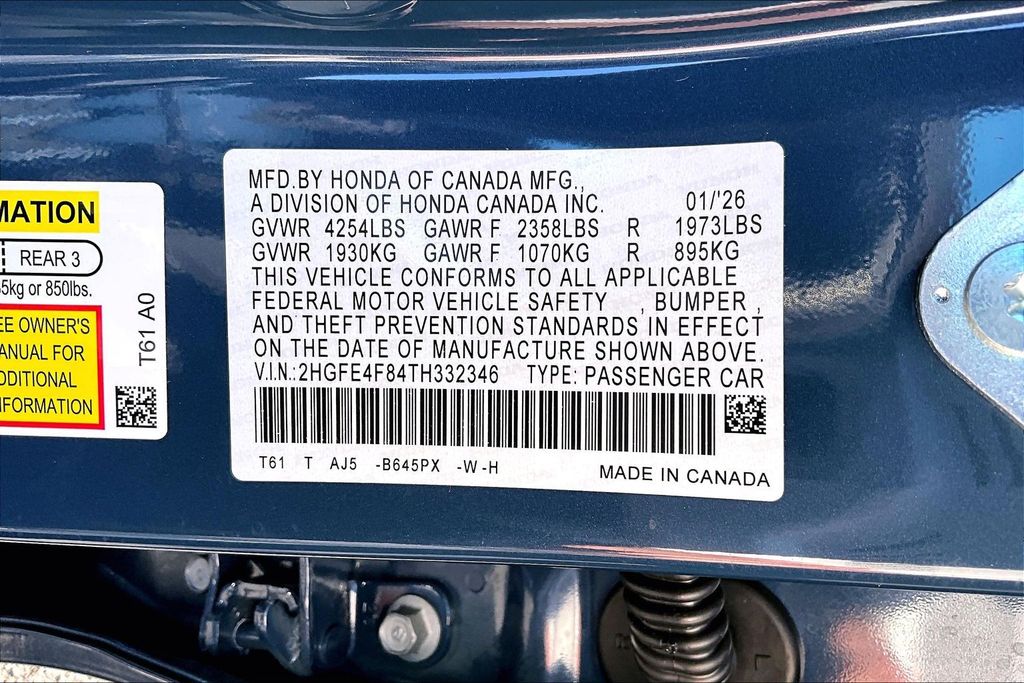 MATION
REAR 3
5kg or 850lbs.
EE OWNER'S
ANUAL FOR
DDITIONAL
NFORMATION
T61 A0
MFD.BY HONDA OF CANADA MFG.,
A DIVISION OF HONDA CANADA INC. 01/'26
GVWR 4254LBS GAWR F 2358LBS R 1973LBS
GVWR 1930KG GAWR F 1070KG R 895KG
THIS VEHICLE CONFORMS TO ALL APPLICABLE
FEDERAL MOTOR VEHICLE SAFETY , BUMPER ,
AND THEFT PREVENTION STANDARDS IN EFFECT
ON THE DATE OF MANUFACTURE SHOWN ABOVE.
V.I.N.:2HGFE4F84TH332346 TYPE: PASSENGER CAR
T61 T AJ5 -B645PX -W-H
MADE IN CANADA
L